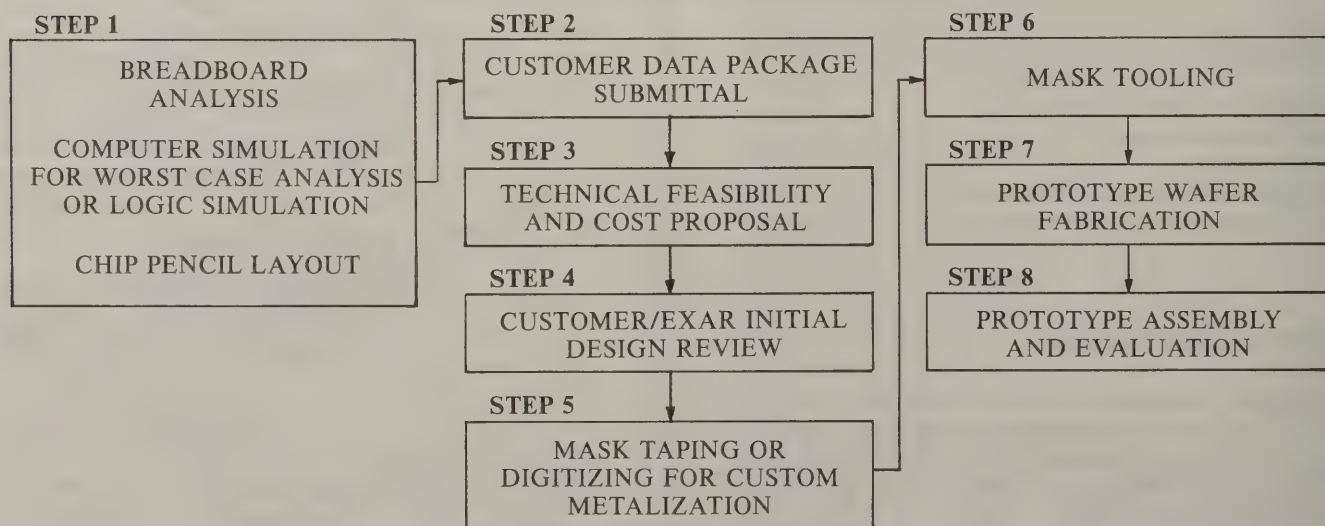 STEP 1
BREADBOARD
ANALYSIS
COMPUTER SIMULATION
FOR WORST CASE ANALYSIS
OR LOGIC SIMULATION
CHIP PENCIL LAYOUT
STEP 2
CUSTOMER DATA PACKAGE
SUBMITTAL
STEP 3
TECHNICAL FEASIBILITY
AND COST PROPOSAL
STEP 4
CUSTOMER/EXAR INITIAL
DESIGN REVIEW
STEP 5
MASK TAPING OR
DIGITIZING FOR CUSTOM
METALIZATION
STEP 6
MASK TOOLING
STEP 7
PROTOTYPE WAFER
FABRICATION
STEP 8
PROTOTYPE ASSEMBLY
AND EVALUATION